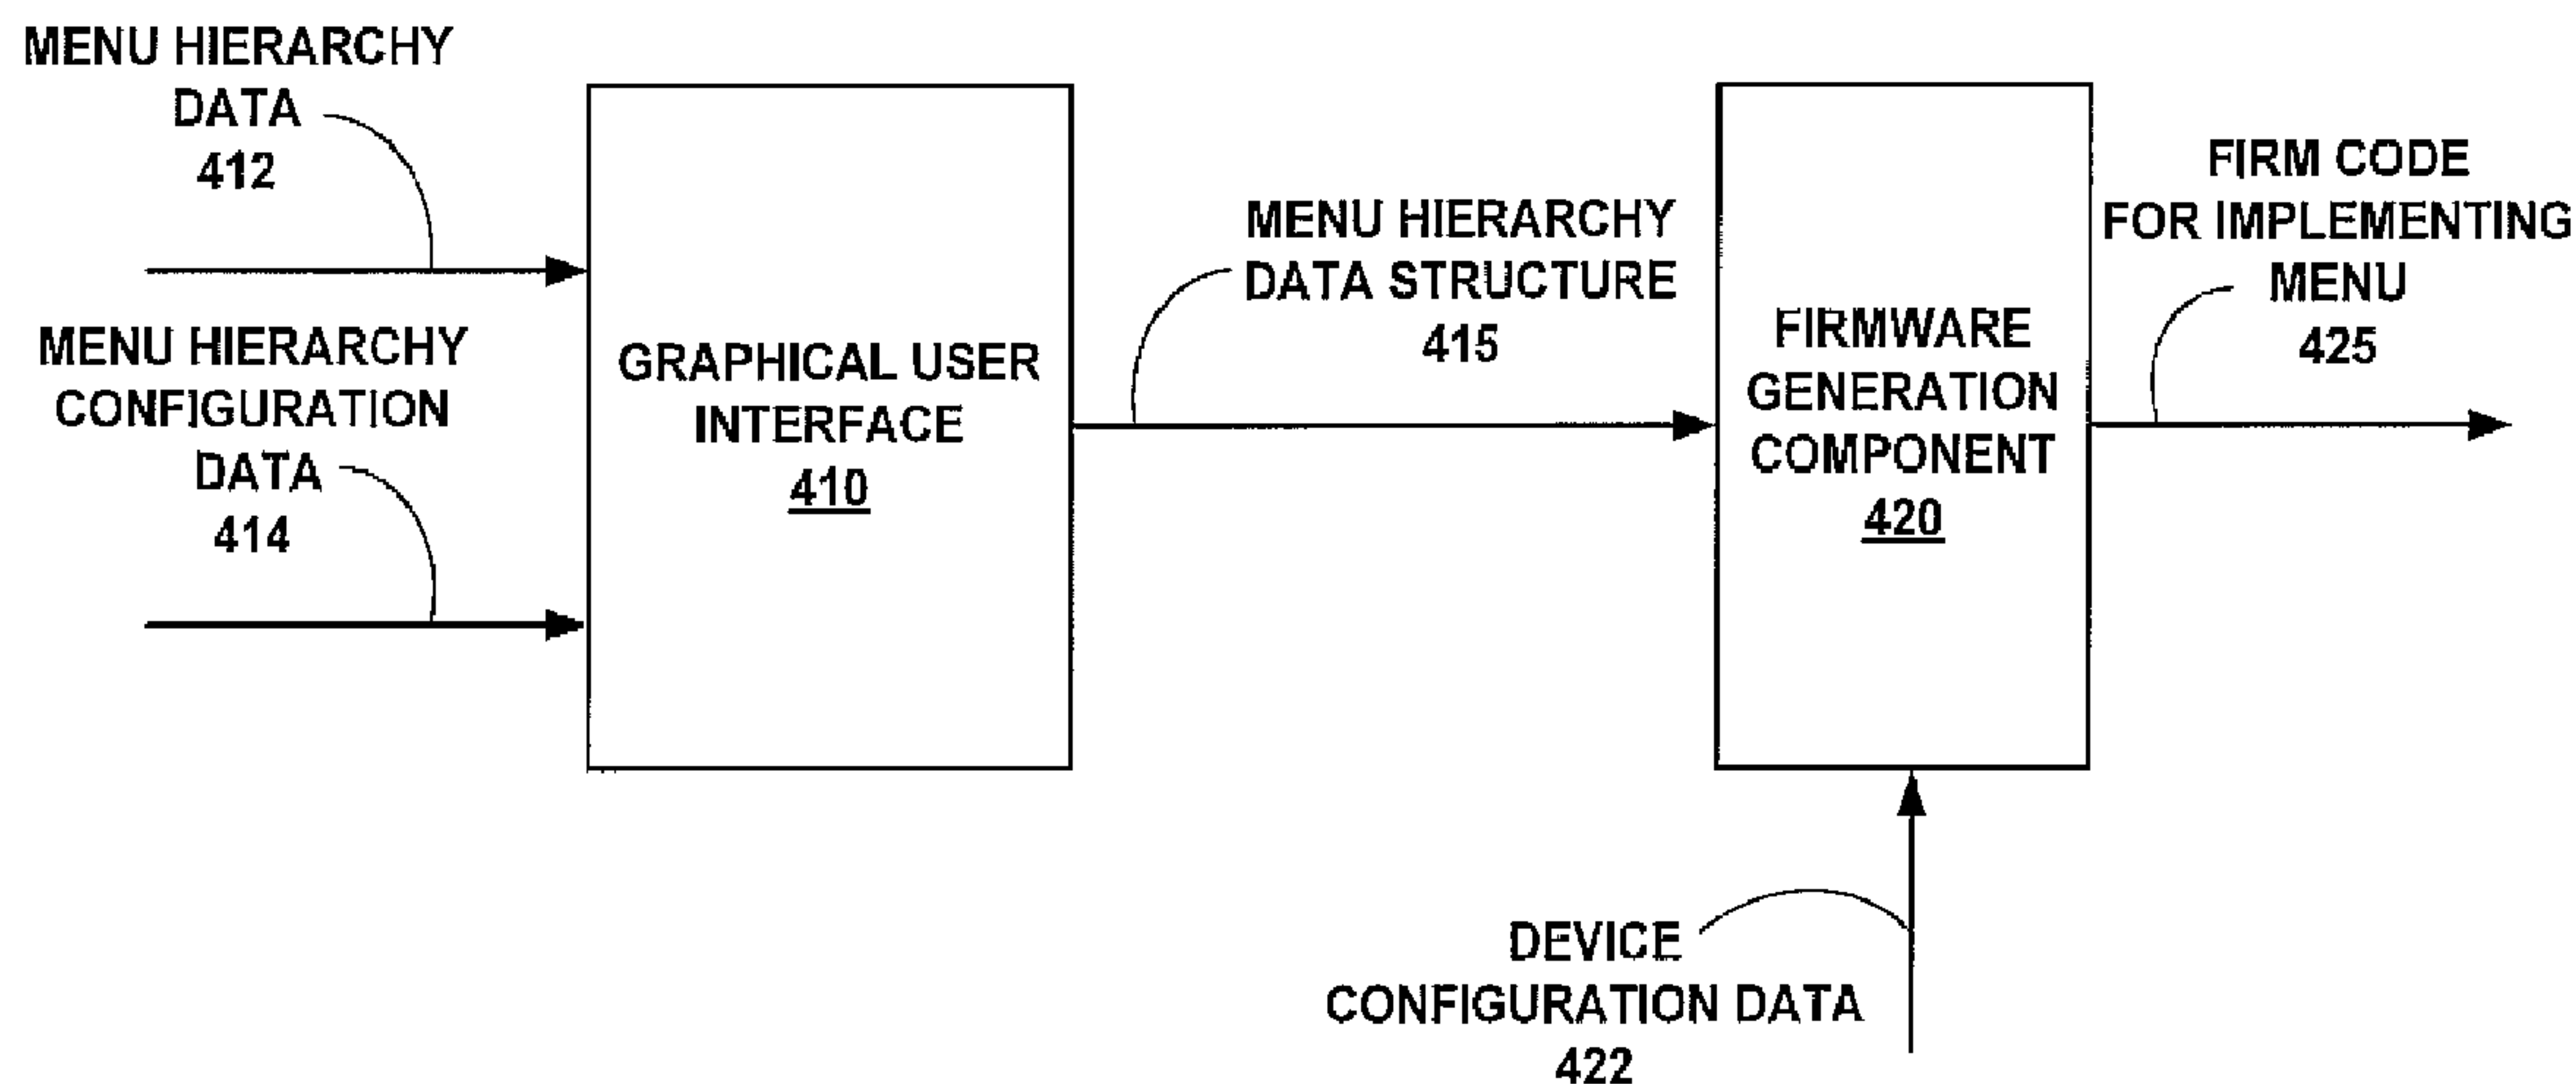 MENU HIERARCHY
DATA
412
MENU HIERARCHY
CONFIGURATION
DATA
414
GRAPHICAL USER
INTERFACE
410
MENU HIERARCHY
DATA STRUCTURE
415
FIRMWARE
GENERATION
COMPONENT
420
FIRM CODE
FOR IMPLEMENTING
MENU
425
DEVICE
CONFIGURATION DATA
422